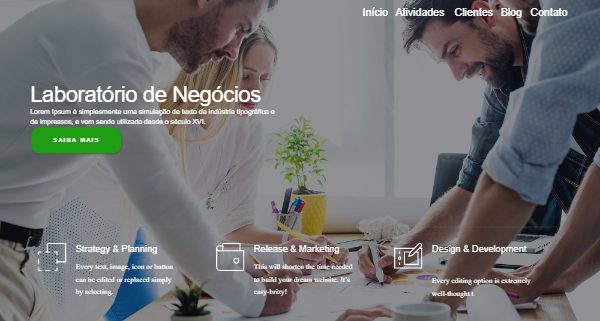 Início Atividades Clientes Blog Contato
Laboratório de Negócios
Lorem Ipsum é simplesmente uma simulação de texto da indústria tipográfica e
de impressos, e vem sendo utilizado desde o século XVI,
SAIBA MAIS
Strategy & Planning
Every text, image, icon or button
can be edited or replaced simply
by selecting.
Release & Marketing
This will shorten the time needed
to build your dream website. It's
easy-brizy!
Design & Development
Every editing option is extremely
well-thought t